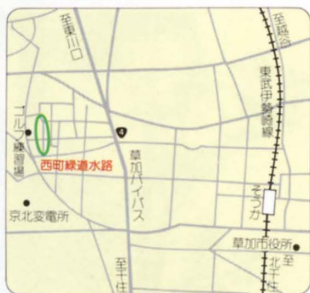 至東川口
至越谷
東武伊勢崎線
ゴルフ練習場
4
西町緑道水路
草加バイパス
そうか
京北変電所
草加市役所
至千住
至北千住